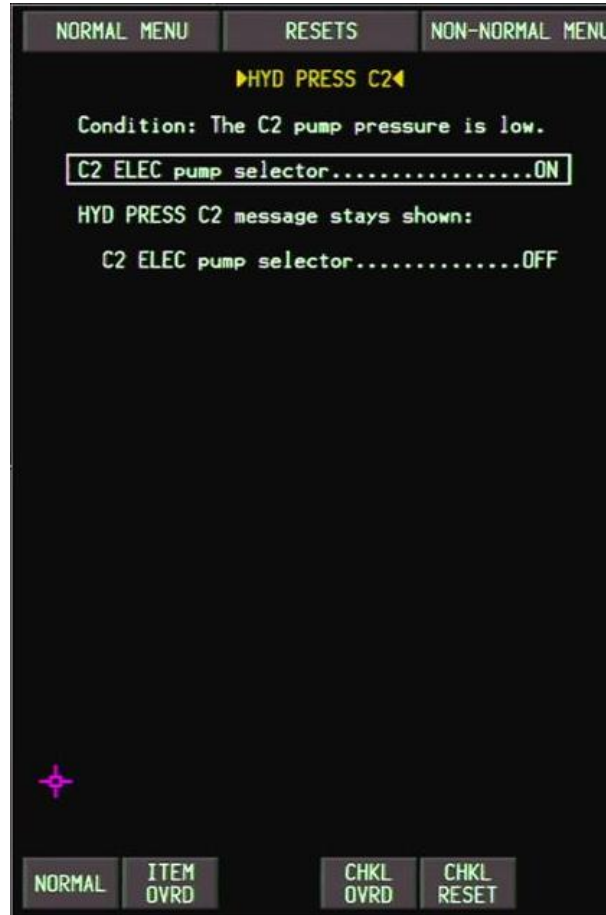 NORMAL MENU RESETS NON-NORMAL MENU
▶HYD PRESS C2◀
Condition: The C2 pump pressure is low.
C2 ELEC pump selector..................ON
HYD PRESS C2 message stays shown:
C2 ELEC pump selector...............OFF
NORMAL ITEM OVRD CHKL OVRD CHKL RESET